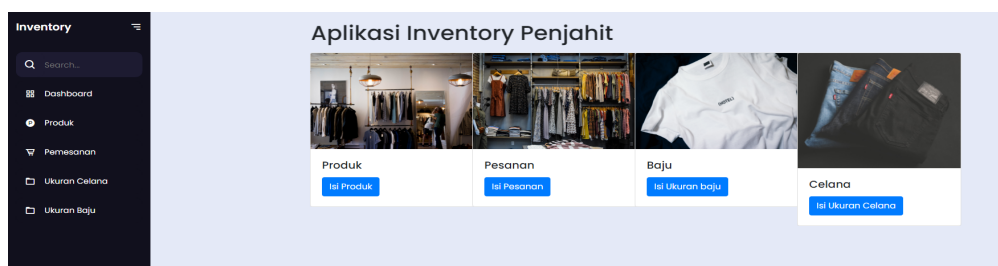 Inventory
Search...
Dashboard
Produk
Pemesanan
Ukuran Celana
Ukuran Baju
Aplikasi Inventory Penjahit
Produk
Isi Produk
Pesanan
Isi Pesanan
Baju
Isi Ukuran baju
Celana
Isi Ukuran Celana